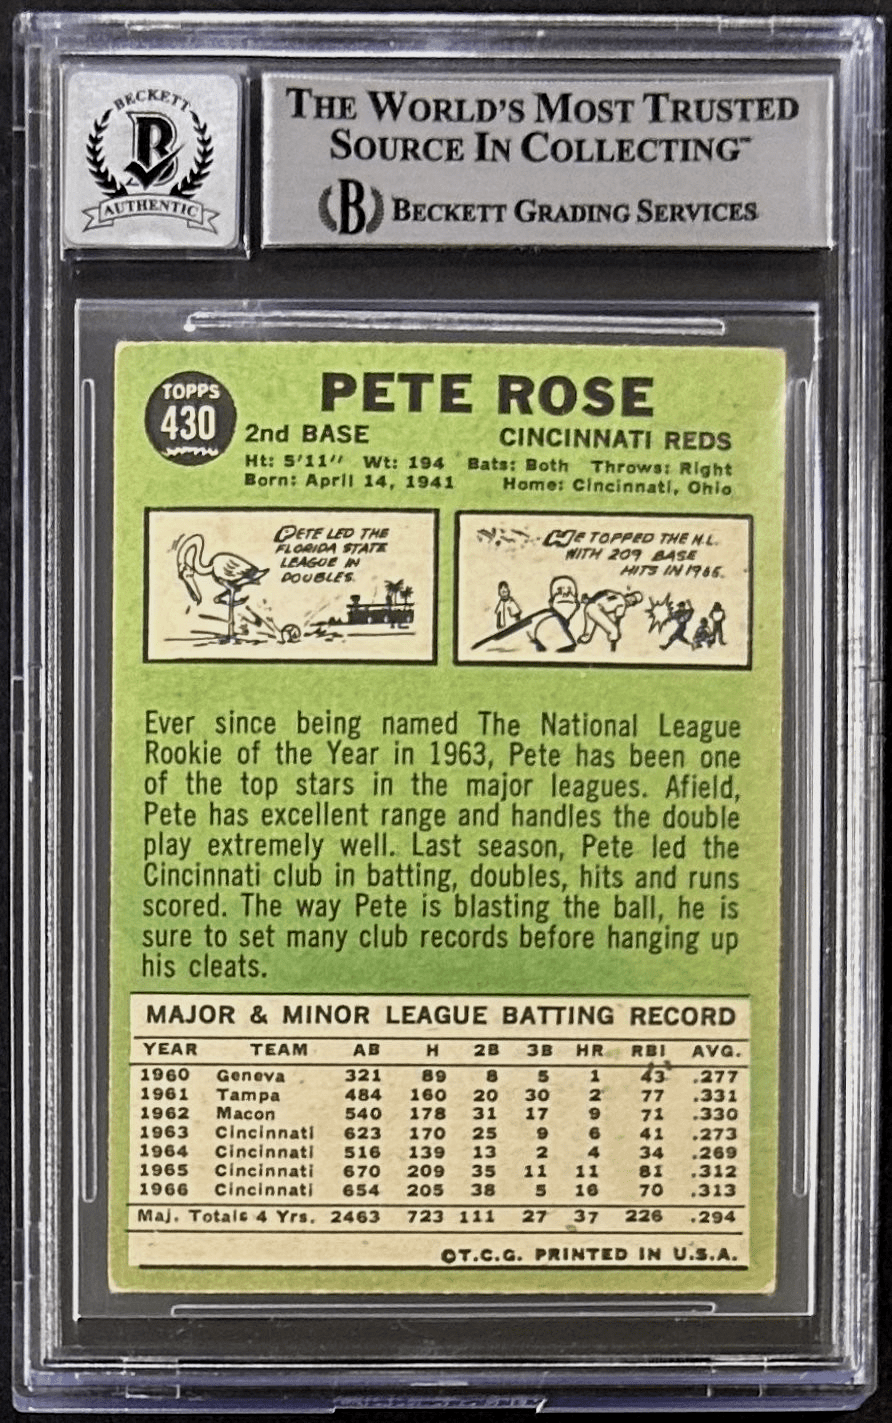 BECKETT
AUTHENTIC
THE WORLD'S MOST TRUSTED
SOURCE IN COLLECTING™
B BECKETT GRADING SERVICES
TOPPS
430
PETE ROSE
2nd BASE CINCINNATI REDS
Ht: 5'11" Wt: 194 Bats: Both Throws: Right
Born: April 14, 1941 Home: Cincinnati, Ohio
PETE LED THE
FLORIDA STATE
LEAGUE IN
DOUBLES.
HE TOPPED THE N.L.
WITH 209 BASE
HITS IN 1965.
Ever since being named The National League
Rookie of the Year in 1963, Pete has been one
of the top stars in the major leagues. Afield,
Pete has excellent range and handles the double
play extremely well. Last season, Pete led the
Cincinnati club in batting, doubles, hits and runs
scored. The way Pete is blasting the ball, he is
sure to set many club records before hanging up
his cleats.
MAJOR & MINOR LEAGUE BATTING RECORD
YEAR TEAM AB H 2B 3B HR RBI AVG.
1960 Geneva 321 89 8 5 1 43 .277
1961 Tampa 484 160 20 30 2 77 .331
1962 Macon 540 178 31 17 9 71 .330
1963 Cincinnati 623 170 25 9 6 41 .273
1964 Cincinnati 516 139 13 2 4 34 .269
1965 Cincinnati 670 209 35 11 11 81 .312
1966 Cincinnati 654 205 38 5 16 70 .313
Maj. Totals 4 Yrs. 2463 723 111 27 37 226 .294
©T.C.G. PRINTED IN U.S.A.